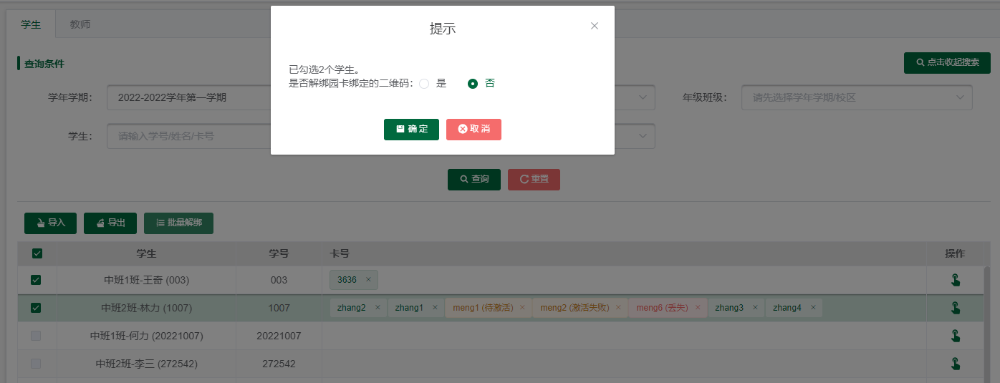 学生 教师
提示
查询条件
点击收起搜索
已勾选2个学生。
是否解绑园卡绑定的二维码： 是 否
学年学期： 2022-2022学年第一学期
年级班级： 请先选择学年学期/校区
确定 取消
学生： 请输入学号/姓名/卡号
查询 重置
导入 导出 批量解绑
学生 学号 卡号 操作
中班1班-王奇 (003) 003 3636
中班2班-林力 (1007) 1007 zhang2 zhang1 meng1 (待激活) meng2 (激活失败) meng6 (丢失) zhang3 zhang4
中班1班-何力 (20221007) 20221007
中班2班-李三 (272542) 272542